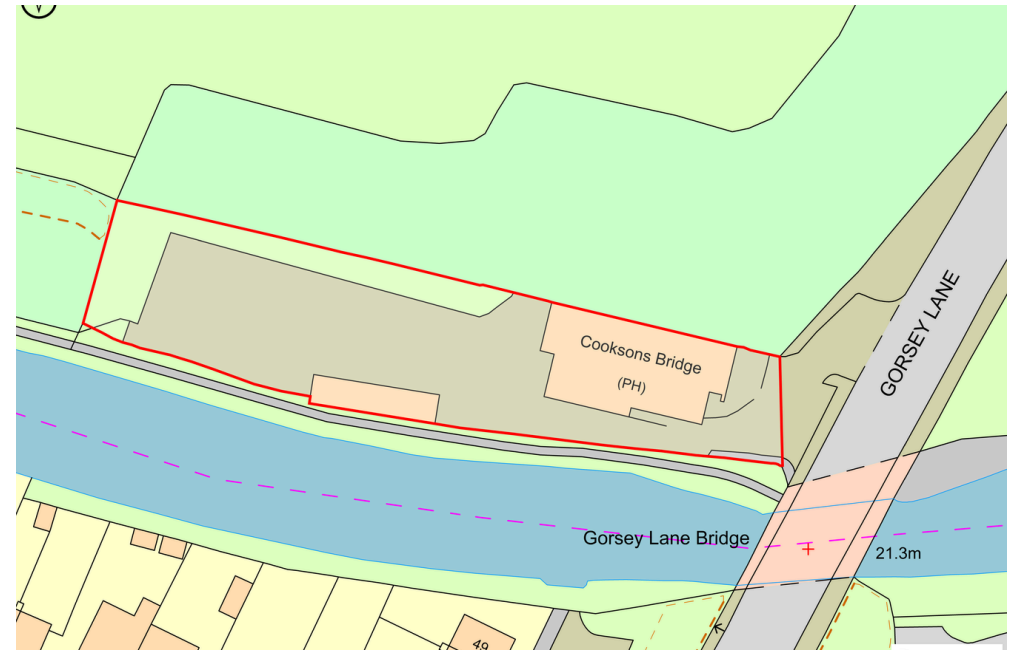 Cooksons Bridge
(PH)
GORSEY LANE
Gorsey Lane Bridge
21.3m
49